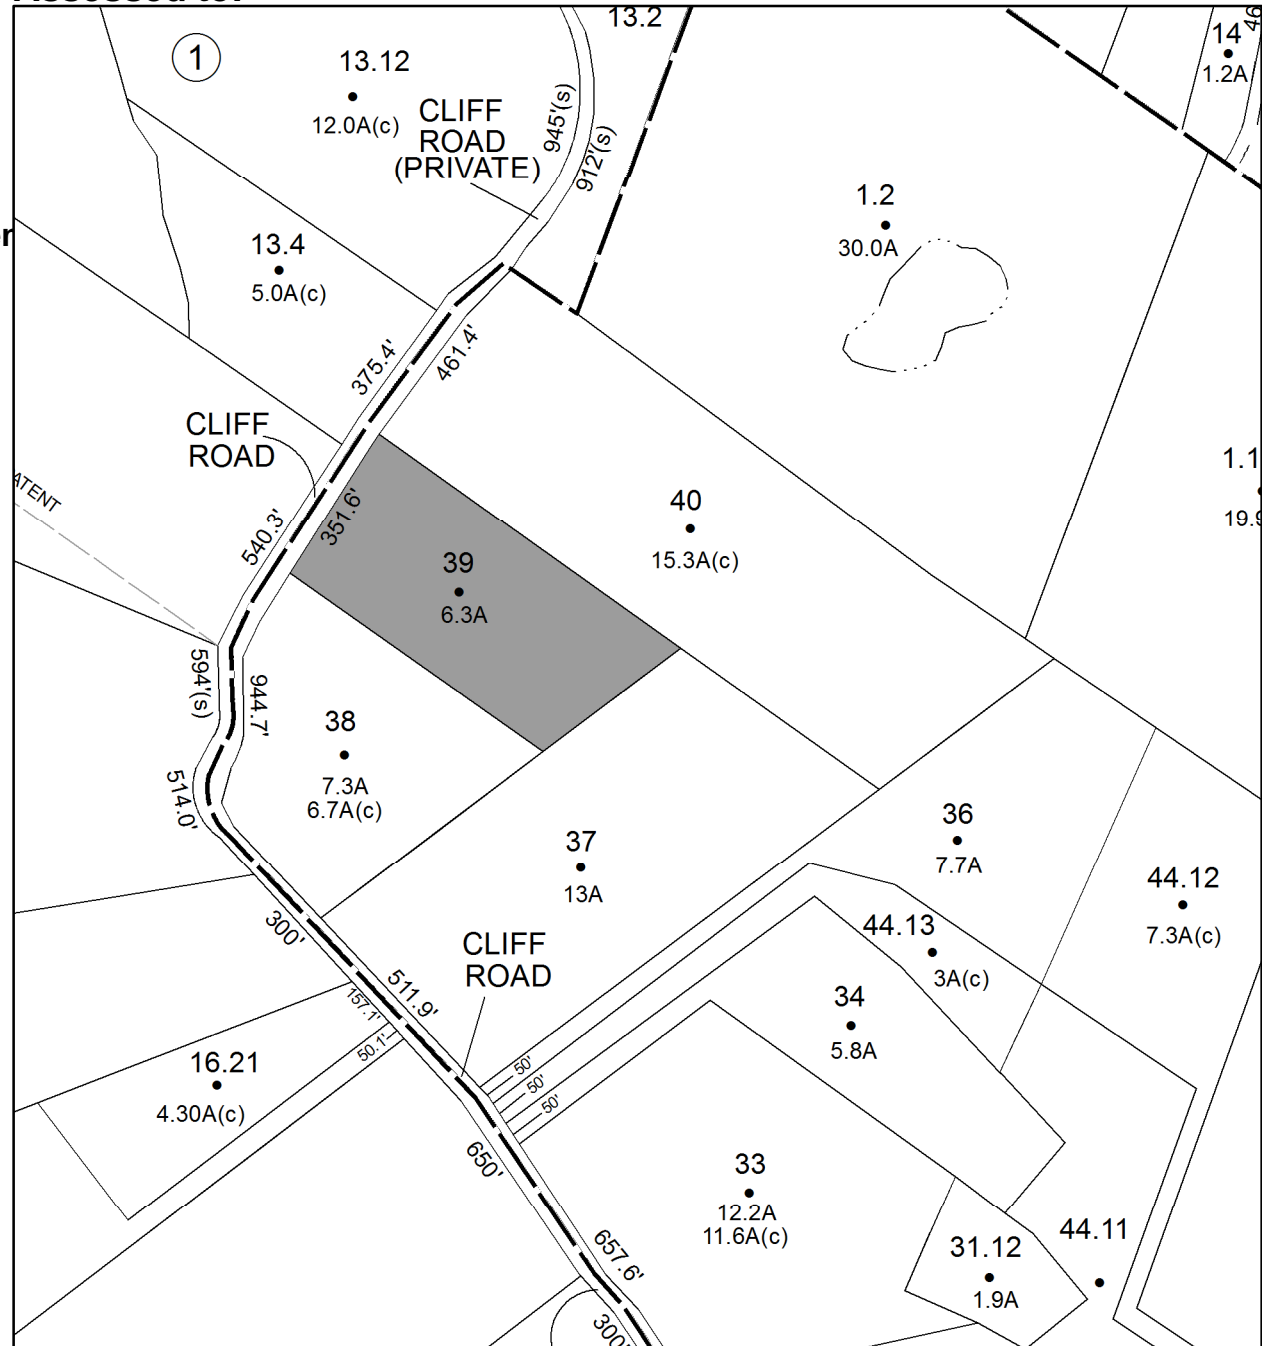 13.2
1
13.12
12.0A(c)
CLIFF
ROAD
(PRIVATE)
945'(s)
912'(s)
14
1.2A
46
1.2
30.0A
13.4
5.0A(c)
375.4'
461.4'
CLIFF
ROAD
ATENT
540.3'
351.6'
39
6.3A
40
15.3A(c)
1.1
19.9
594'(s)
944.7'
38
7.3A
6.7A(c)
514.0'
37
13A
36
7.7A
44.12
7.3A(c)
44.13
3A(c)
300'
CLIFF
ROAD
511.9'
157.1'
50.1'
34
5.8A
16.21
4.30A(c)
50'
50'
50'
650'
33
12.2A
11.6A(c)
657.6'
31.12
1.9A
44.11
300'